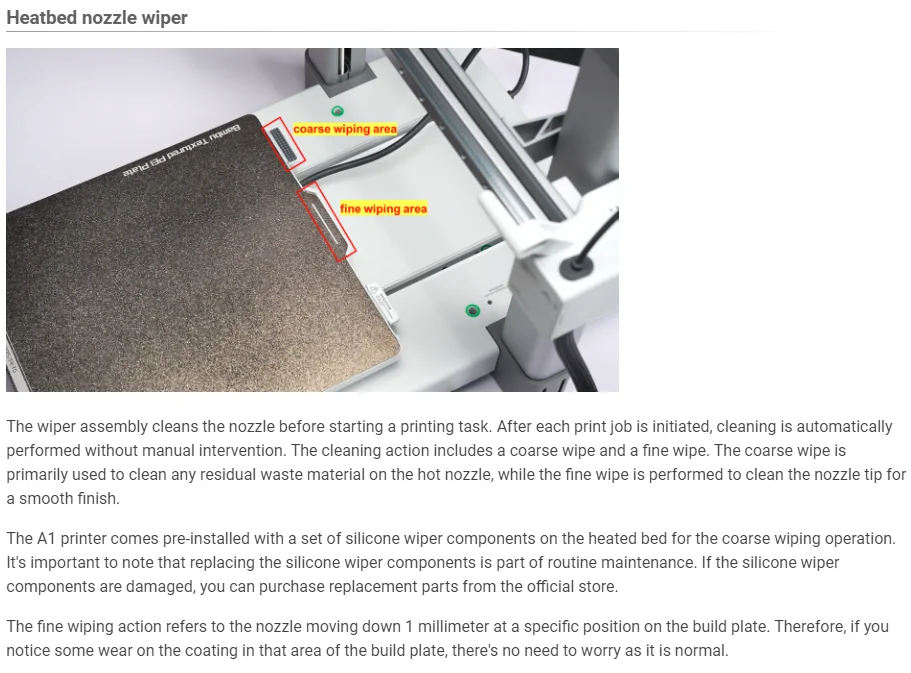 Heatbed nozzle wiper
Bambu Textured PEI Plate
coarse wiping area
fine wiping area
The wiper assembly cleans the nozzle before starting a printing task. After each print job is initiated, cleaning is automatically
performed without manual intervention. The cleaning action includes a coarse wipe and a fine wipe. The coarse wipe is
primarily used to clean any residual waste material on the hot nozzle, while the fine wipe is performed to clean the nozzle tip for
a smooth finish.
The A1 printer comes pre-installed with a set of silicone wiper components on the heated bed for the coarse wiping operation.
It's important to note that replacing the silicone wiper components is part of routine maintenance. If the silicone wiper
components are damaged, you can purchase replacement parts from the official store.
The fine wiping action refers to the nozzle moving down 1 millimeter at a specific position on the build plate. Therefore, if you
notice some wear on the coating in that area of the build plate, there's no need to worry as it is normal.